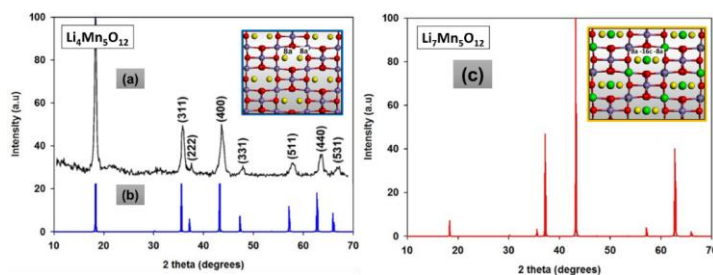 Li4Mn5O12
(a)
8a 8a
(311)
(222)
(400)
(331)
(511)
(440)
(531)
(b)
100
80
60
40
20
0
Intensity (a.u)
10 20 30 40 50 60 70
2 theta (degrees)
Li7Mn5O12
(c)
8a -16c -8a
100
80
60
40
20
0
Intensity (a.u)
10 20 30 40 50 60 70
2 theta (degrees)